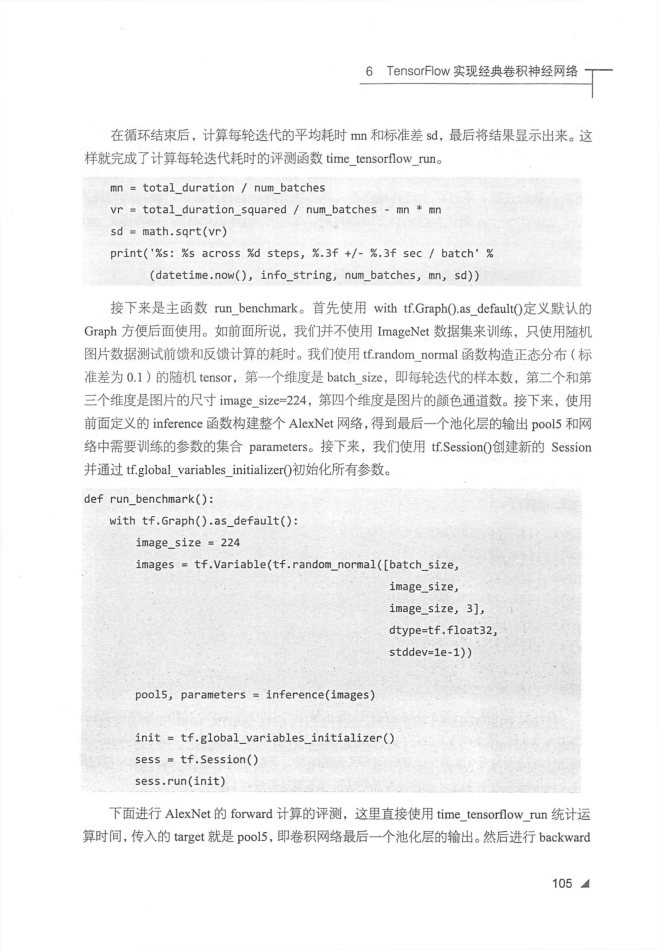 6 TensorFlow 实现经典卷积神经网络
在循环结束后，计算每轮迭代的平均耗时 mn 和标准差 sd，最后将结果显示出来。这
样就完成了计算每轮迭代耗时的评测函数 time_tensorflow_run。
mn = total_duration / num_batches
vr = total_duration_squared / num_batches - mn * mn
sd = math.sqrt(vr)
print('%s: %s across %d steps, %.3f +/- %.3f sec / batch' %
(datetime.now(), info_string, num_batches, mn, sd))
接下来是主函数 run_benchmark。首先使用 with tf.Graph().as_default()定义默认的
Graph 方便后面使用。如前面所说，我们并不使用 ImageNet 数据集来训练，只使用随机
图片数据测试前馈和反馈计算的耗时。我们使用 tf.random_normal 函数构造正态分布（标
准差为 0.1）的随机 tensor，第一个维度是 batch_size，即每轮迭代的样本数，第二个和第
三个维度是图片的尺寸 image_size=224，第四个维度是图片的颜色通道数。接下来，使用
前面定义的 inference 函数构建整个 AlexNet 网络，得到最后一个池化层的输出 pool5 和网
络中需要训练的参数的集合 parameters。接下来，我们使用 tf.Session()创建新的 Session
并通过 tf.global_variables_initializer()初始化所有参数。
def run_benchmark():
with tf.Graph().as_default():
image_size = 224
images = tf.Variable(tf.random_normal([batch_size,
image_size,
image_size, 3],
dtype=tf.float32,
stddev=1e-1))
pool5, parameters = inference(images)
init = tf.global_variables_initializer()
sess = tf.Session()
sess.run(init)
下面进行 AlexNet 的 forward 计算的评测，这里直接使用 time_tensorflow_run 统计运
算时间，传入的 target 就是 pool5，即卷积网络最后一个池化层的输出。然后进行 backward
105